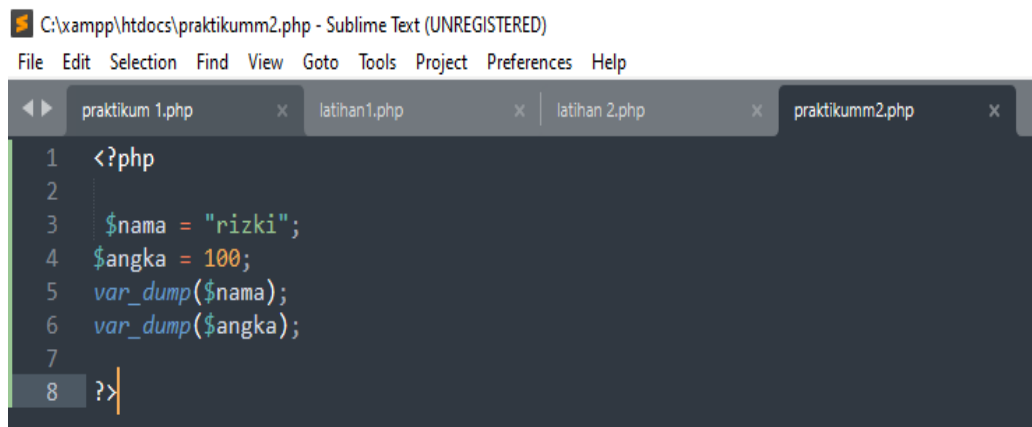 C:\xampp\htdocs\praktikumm2.php - Sublime Text (UNREGISTERED)
File Edit Selection Find View Goto Tools Project Preferences Help
praktikum 1.php × latihan1.php × latihan 2.php × praktikumm2.php ×
1 <?php
2
3 $nama = "rizki";
4 $angka = 100;
5 var_dump($nama);
6 var_dump($angka);
7
8 ?>